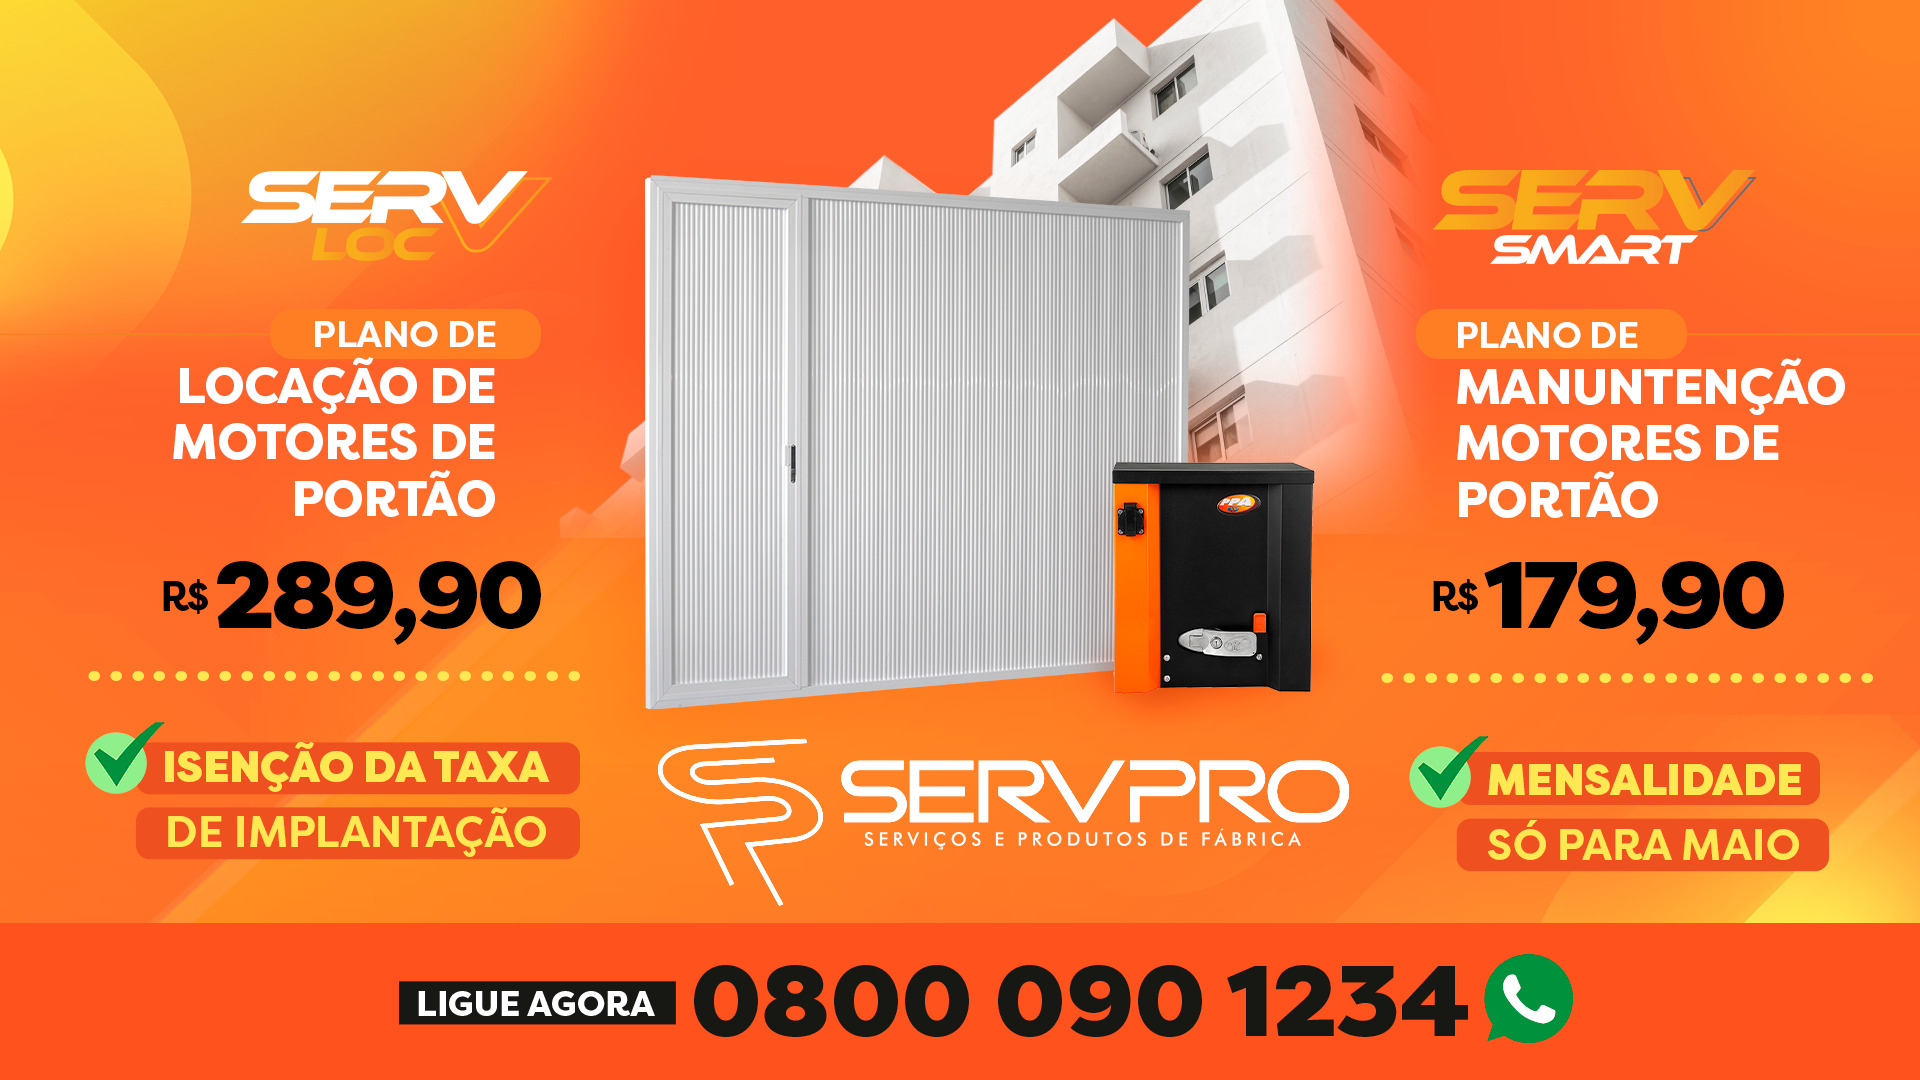 SERV
LOC
PLANO DE
LOCAÇÃO DE
MOTORES DE
PORTÃO
R$ 289,90
ISENÇÃO DA TAXA
DE IMPLANTAÇÃO
PPA
SERVPRO
SERVIÇOS E PRODUTOS DE FÁBRICA
SERV
SMART
PLANO DE
MANUNTENÇÃO
MOTORES DE
PORTÃO
R$ 179,90
MENSALIDADE
SÓ PARA MAIO
LIGUE AGORA 0800 090 1234